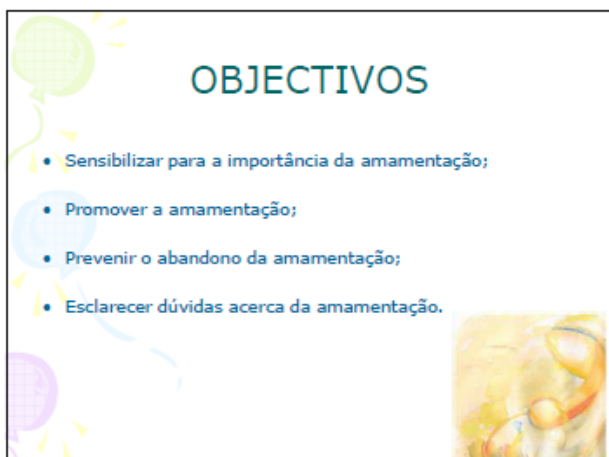 OBJECTIVOS
• Sensibilizar para a importância da amamentação;
• Promover a amamentação;
• Prevenir o abandono da amamentação;
• Esclarecer dúvidas acerca da amamentação.